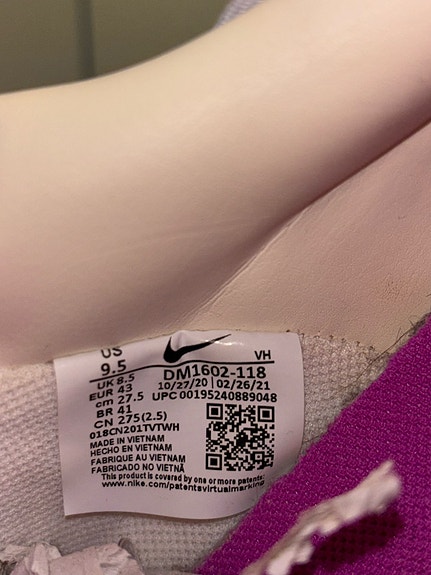 US
9.5
VH
UK 8.5
DM1602-118
EUR 43
10/27/20 | 02/26/21
cm 27.5
UPC 00195240889048
BR 41
CN 275(2.5)
018CN201TVTWH
MADE IN VIETNAM
HECHO EN VIETNAM
FABRIQUE AU VIETNAM
FABRICADO NO VIETNÃ
This product is covered by one or more patents:
www.nike.com/patentsvirtualmarking